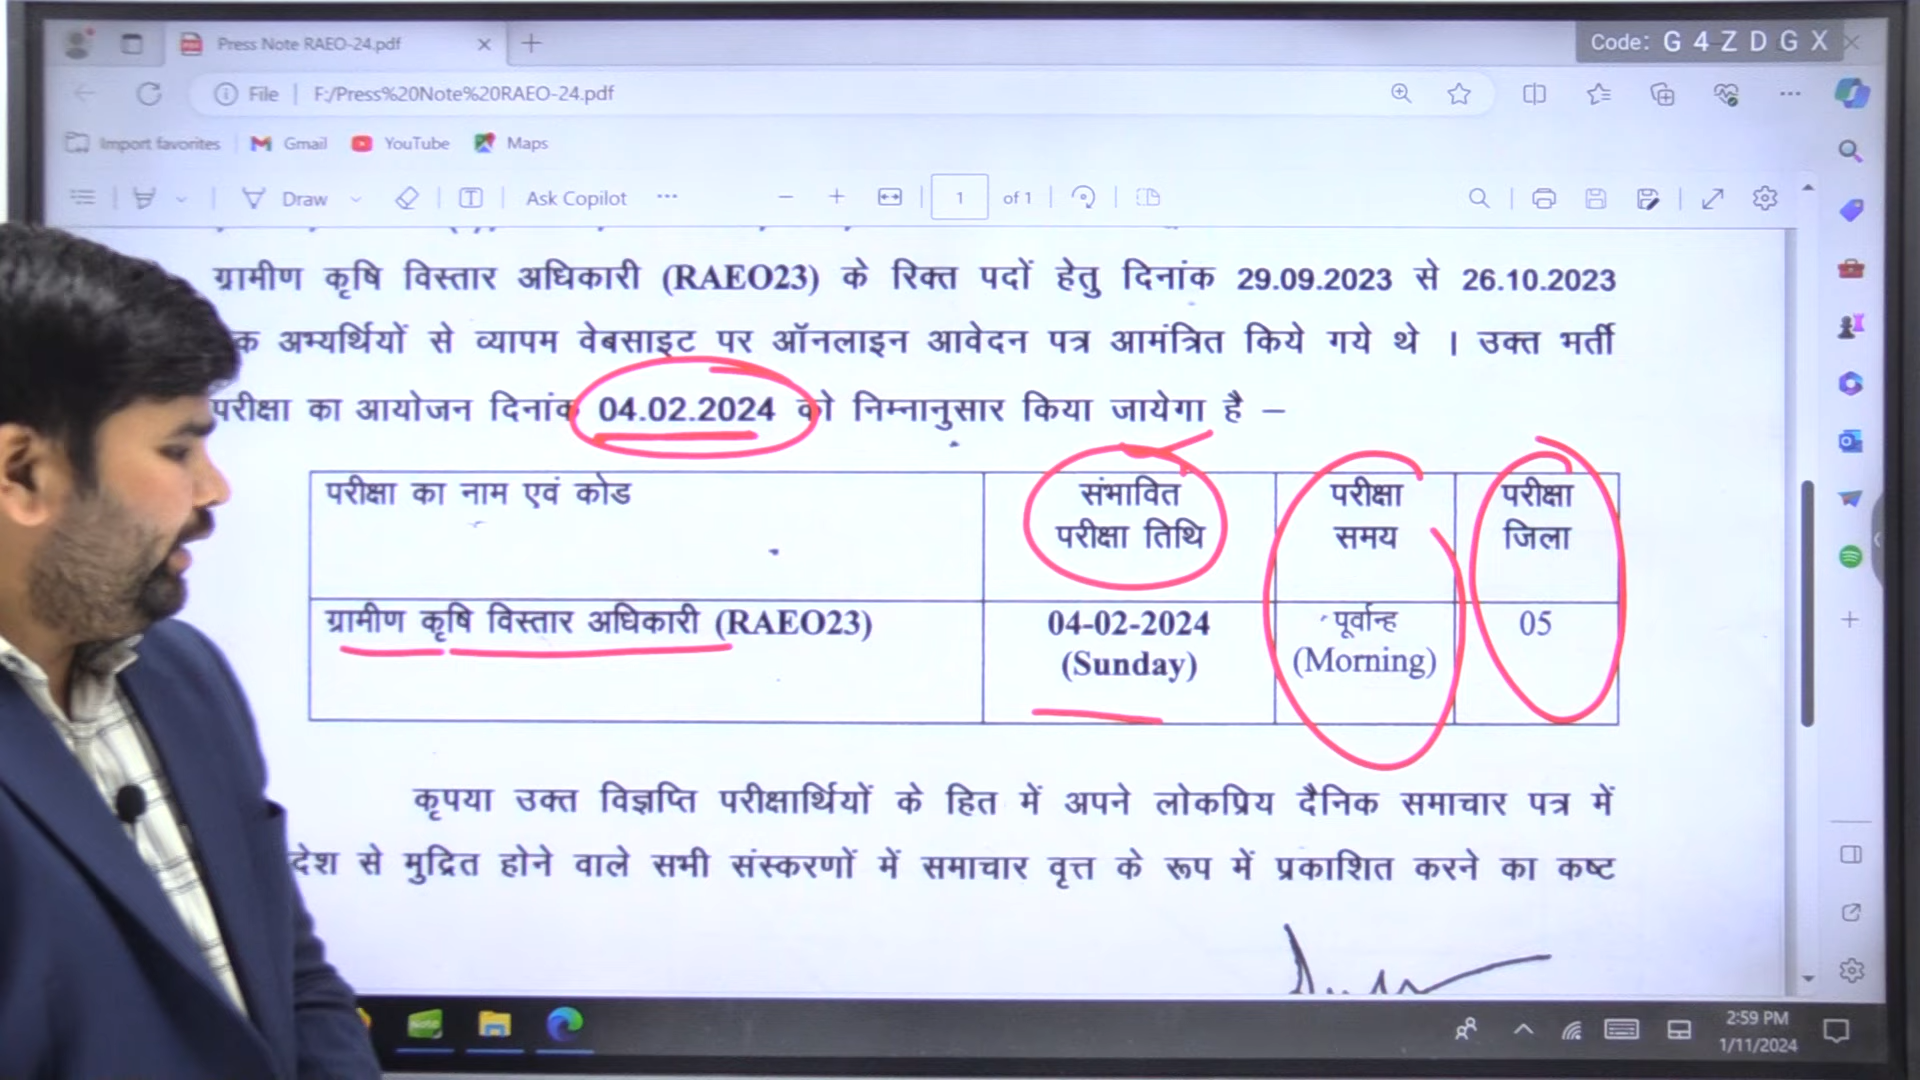 Press Note RAEO-24.pdf
Code: G 4 Z D G X
File F:/Press%20Note%20RAEO-24.pdf
Import favorites Gmail YouTube Maps
Draw Ask Copilot 1 of 1
ग्रामीण कृषि विस्तार अधिकारी (RAEO23) के रिक्त पदों हेतु दिनांक 29.09.2023 से 26.10.2023
अभ्यर्थियों से व्यापम वेबसाइट पर ऑनलाइन आवेदन पत्र आमंत्रित किये गये थे । उक्त भर्ती
परीक्षा का आयोजन दिनांक 04.02.2024 को निम्नानुसार किया जायेगा है –
परीक्षा का नाम एवं कोड
संभावित
परीक्षा तिथि
परीक्षा
समय
परीक्षा
जिला
ग्रामीण कृषि विस्तार अधिकारी (RAEO23)
04-02-2024
(Sunday)
पूर्वान्ह
(Morning)
05
कृपया उक्त विज्ञप्ति परीक्षार्थियों के हित में अपने लोकप्रिय दैनिक समाचार पत्र में
देश से मुद्रित होने वाले सभी संस्करणों में समाचार वृत्त के रूप में प्रकाशित करने का कष्ट
2:59 PM
1/11/2024